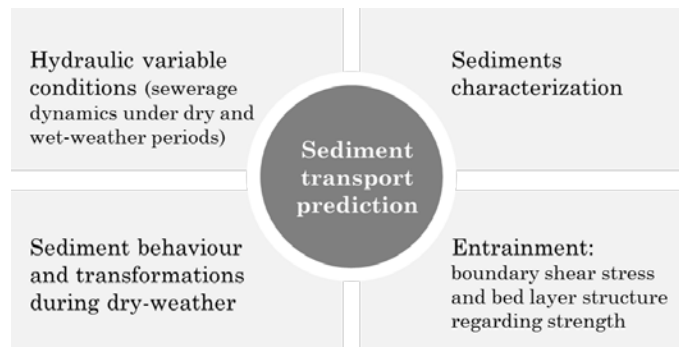 Hydraulic variable
conditions (sewerage
dynamics under dry and
wet-weather periods)
Sediments
characterization
Sediment
transport
prediction
Sediment behaviour
and transformations
during dry-weather
Entrainment:
boundary shear stress
and bed layer structure
regarding strength